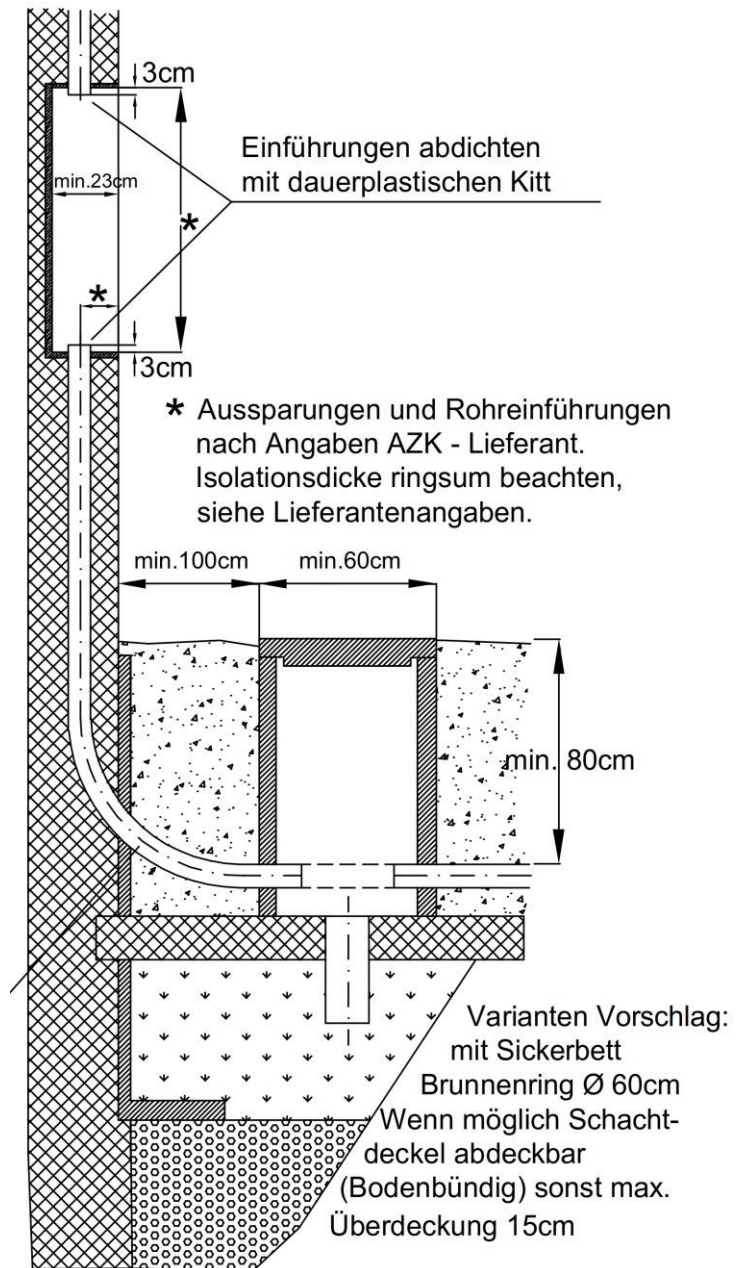 3cm
Einführungen abdichten
mit dauerplastischen Kitt
min.23cm
*
*
3cm
* Aussparungen und Rohreinführungen
nach Angaben AZK - Lieferant.
Isolationsdicke ringsum beachten,
siehe Lieferantenangaben.
min.100cm
min.60cm
min. 80cm
Varianten Vorschlag:
mit Sickerbett
Brunnenring Ø 60cm
Wenn möglich Schacht-
deckel abdeckbar
(Bodenbündig) sonst max.
Überdeckung 15cm